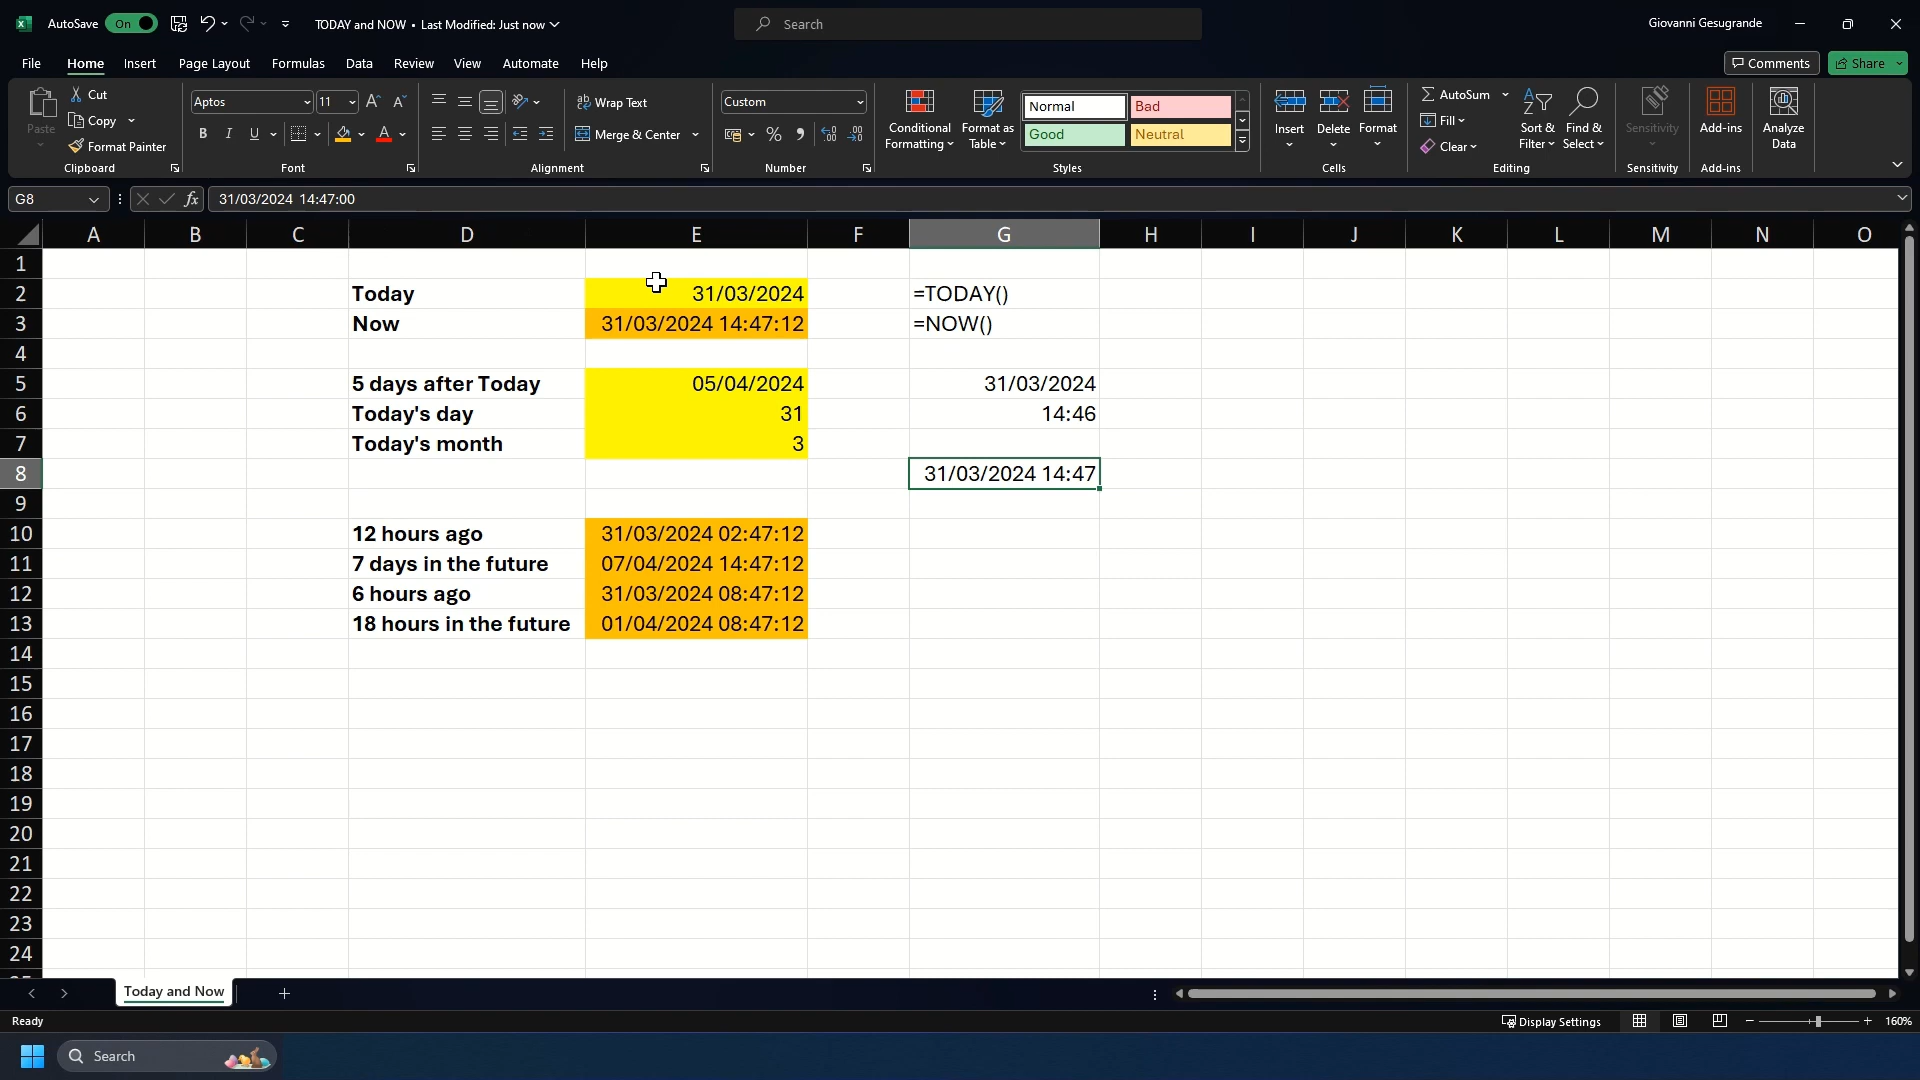 AutoSave On TODAY and NOW • Last Modified: Just now Search Giovanni Gesugrande
File Home Insert Page Layout Formulas Data Review View Automate Help Comments Share
Paste Cut Copy Format Painter Clipboard
Aptos 11 B I U A Font
ab Wrap Text Merge & Center Alignment
Custom % Number
Conditional Formatting Format as Table Normal Bad Good Neutral Styles
Insert Delete Format Cells
AutoSum Fill Clear Sort & Filter Find & Select Editing
Sensitivity Sensitivity
Add-ins Add-ins
Analyze Data
G8 fx 31/03/2024 14:47:00
A B C D E F G H I J K L M N O
1
2 Today 31/03/2024 =TODAY()
3 Now 31/03/2024 14:47:12 =NOW()
4
5 5 days after Today 05/04/2024 31/03/2024
6 Today's day 31 14:46
7 Today's month 3
8 31/03/2024 14:47
9
10 12 hours ago 31/03/2024 02:47:12
11 7 days in the future 07/04/2024 14:47:12
12 6 hours ago 31/03/2024 08:47:12
13 18 hours in the future 01/04/2024 08:47:12
14
15
16
17
18
19
20
21
22
23
24
Today and Now
Ready Display Settings 160%
Search